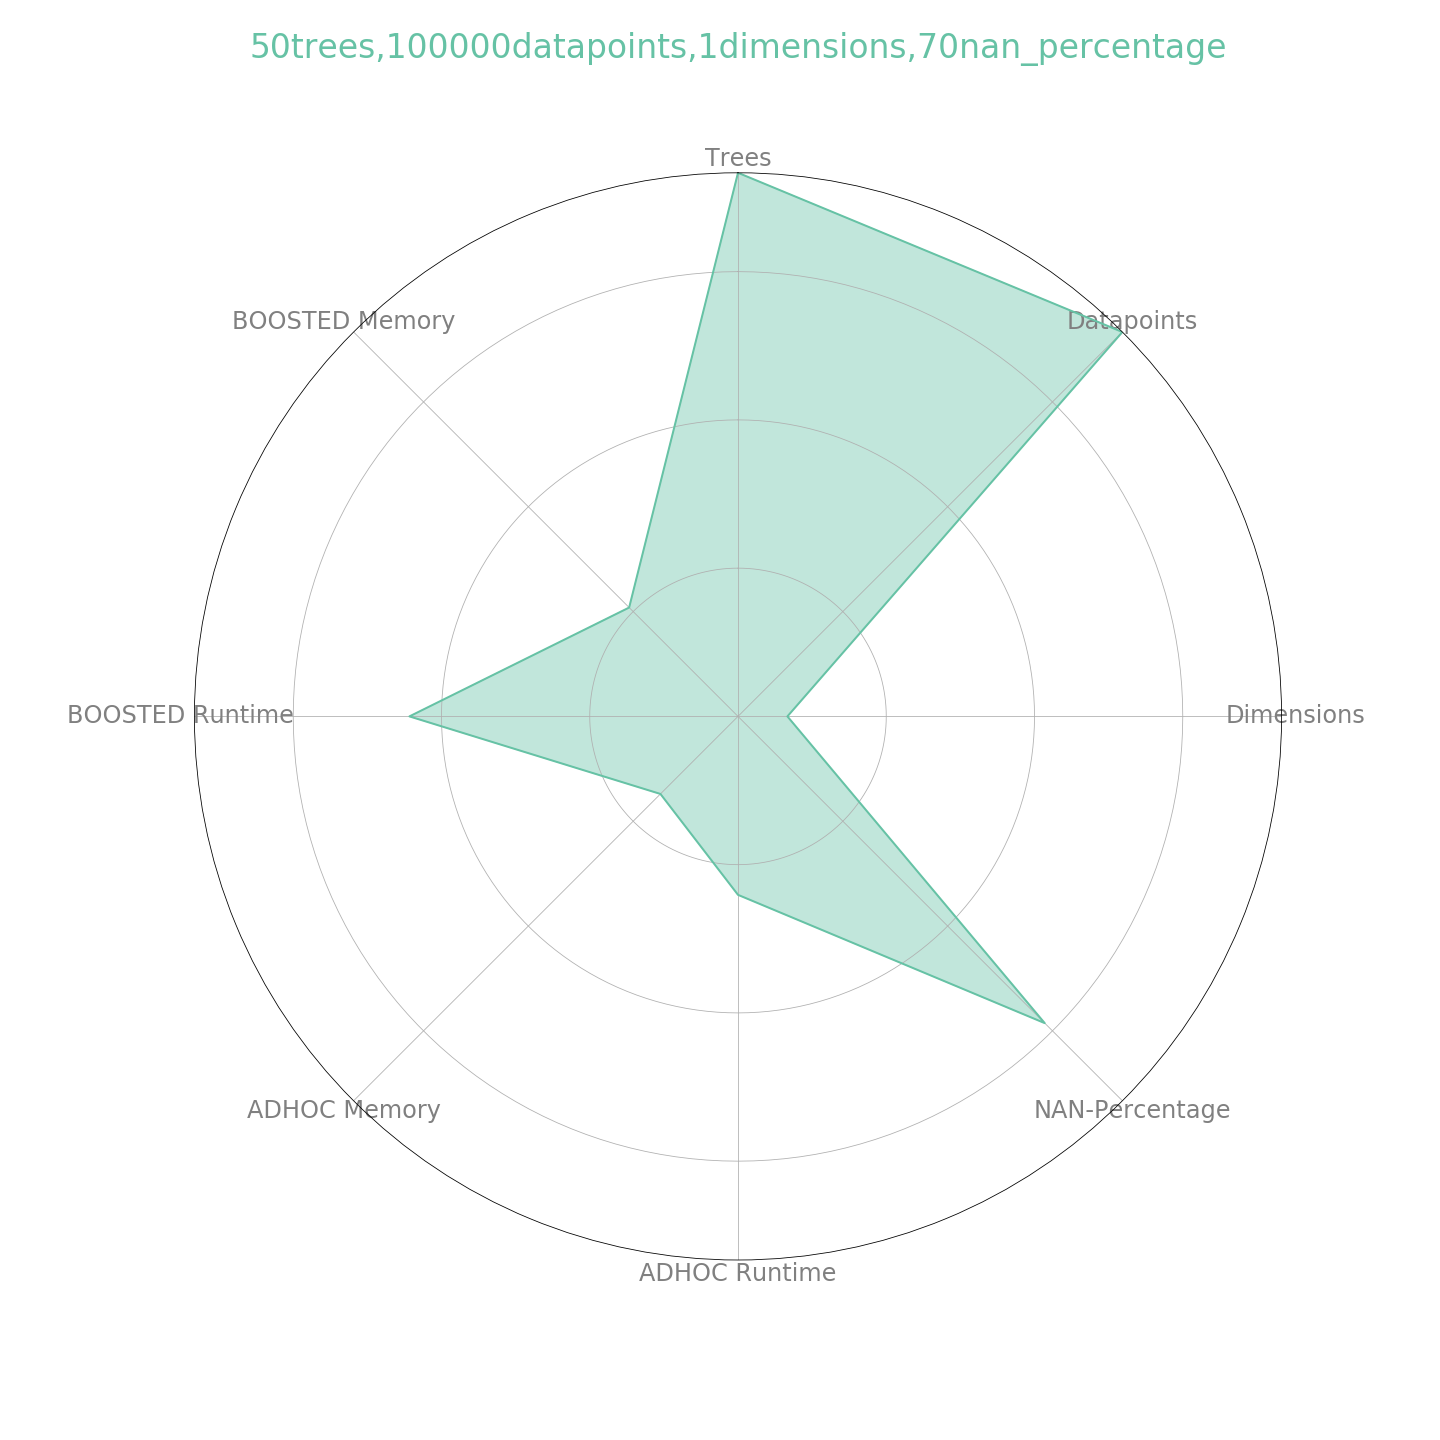 50trees,100000datapoints,1dimensions,70nan_percentage
Trees
BOOSTED Memory
Datapoints
BOOSTED Runtime
Dimensions
ADHOC Memory
NAN-Percentage
ADHOC Runtime